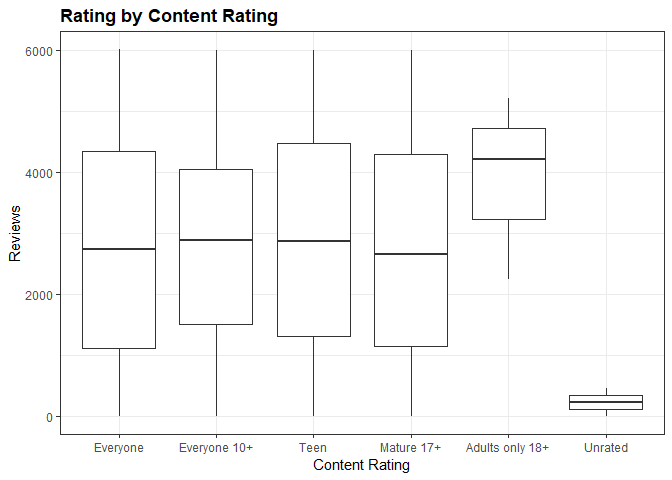 Rating by Content Rating
Reviews
6000
4000
2000
0
Everyone
Everyone 10+
Teen
Mature 17+
Adults only 18+
Unrated
Content Rating